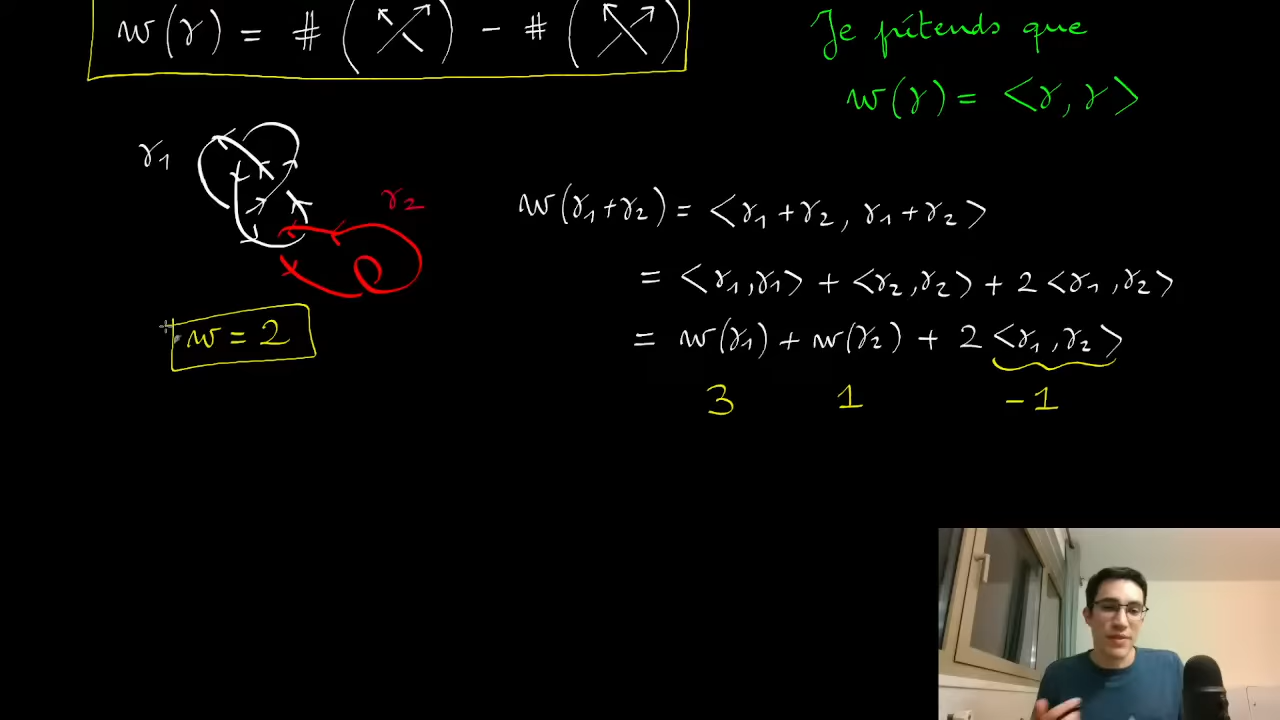 w(γ) = # ( ) - # ( )
Je prétends que
w(γ) = <γ, γ>
γ1
γ2
w = 2
w(γ1+γ2) = <γ1+γ2, γ1+γ2>
= <γ1,γ1> + <γ2,γ2> + 2 <γ1,γ2>
= w(γ1) + w(γ2) + 2 <γ1,γ2>
3 1 -1